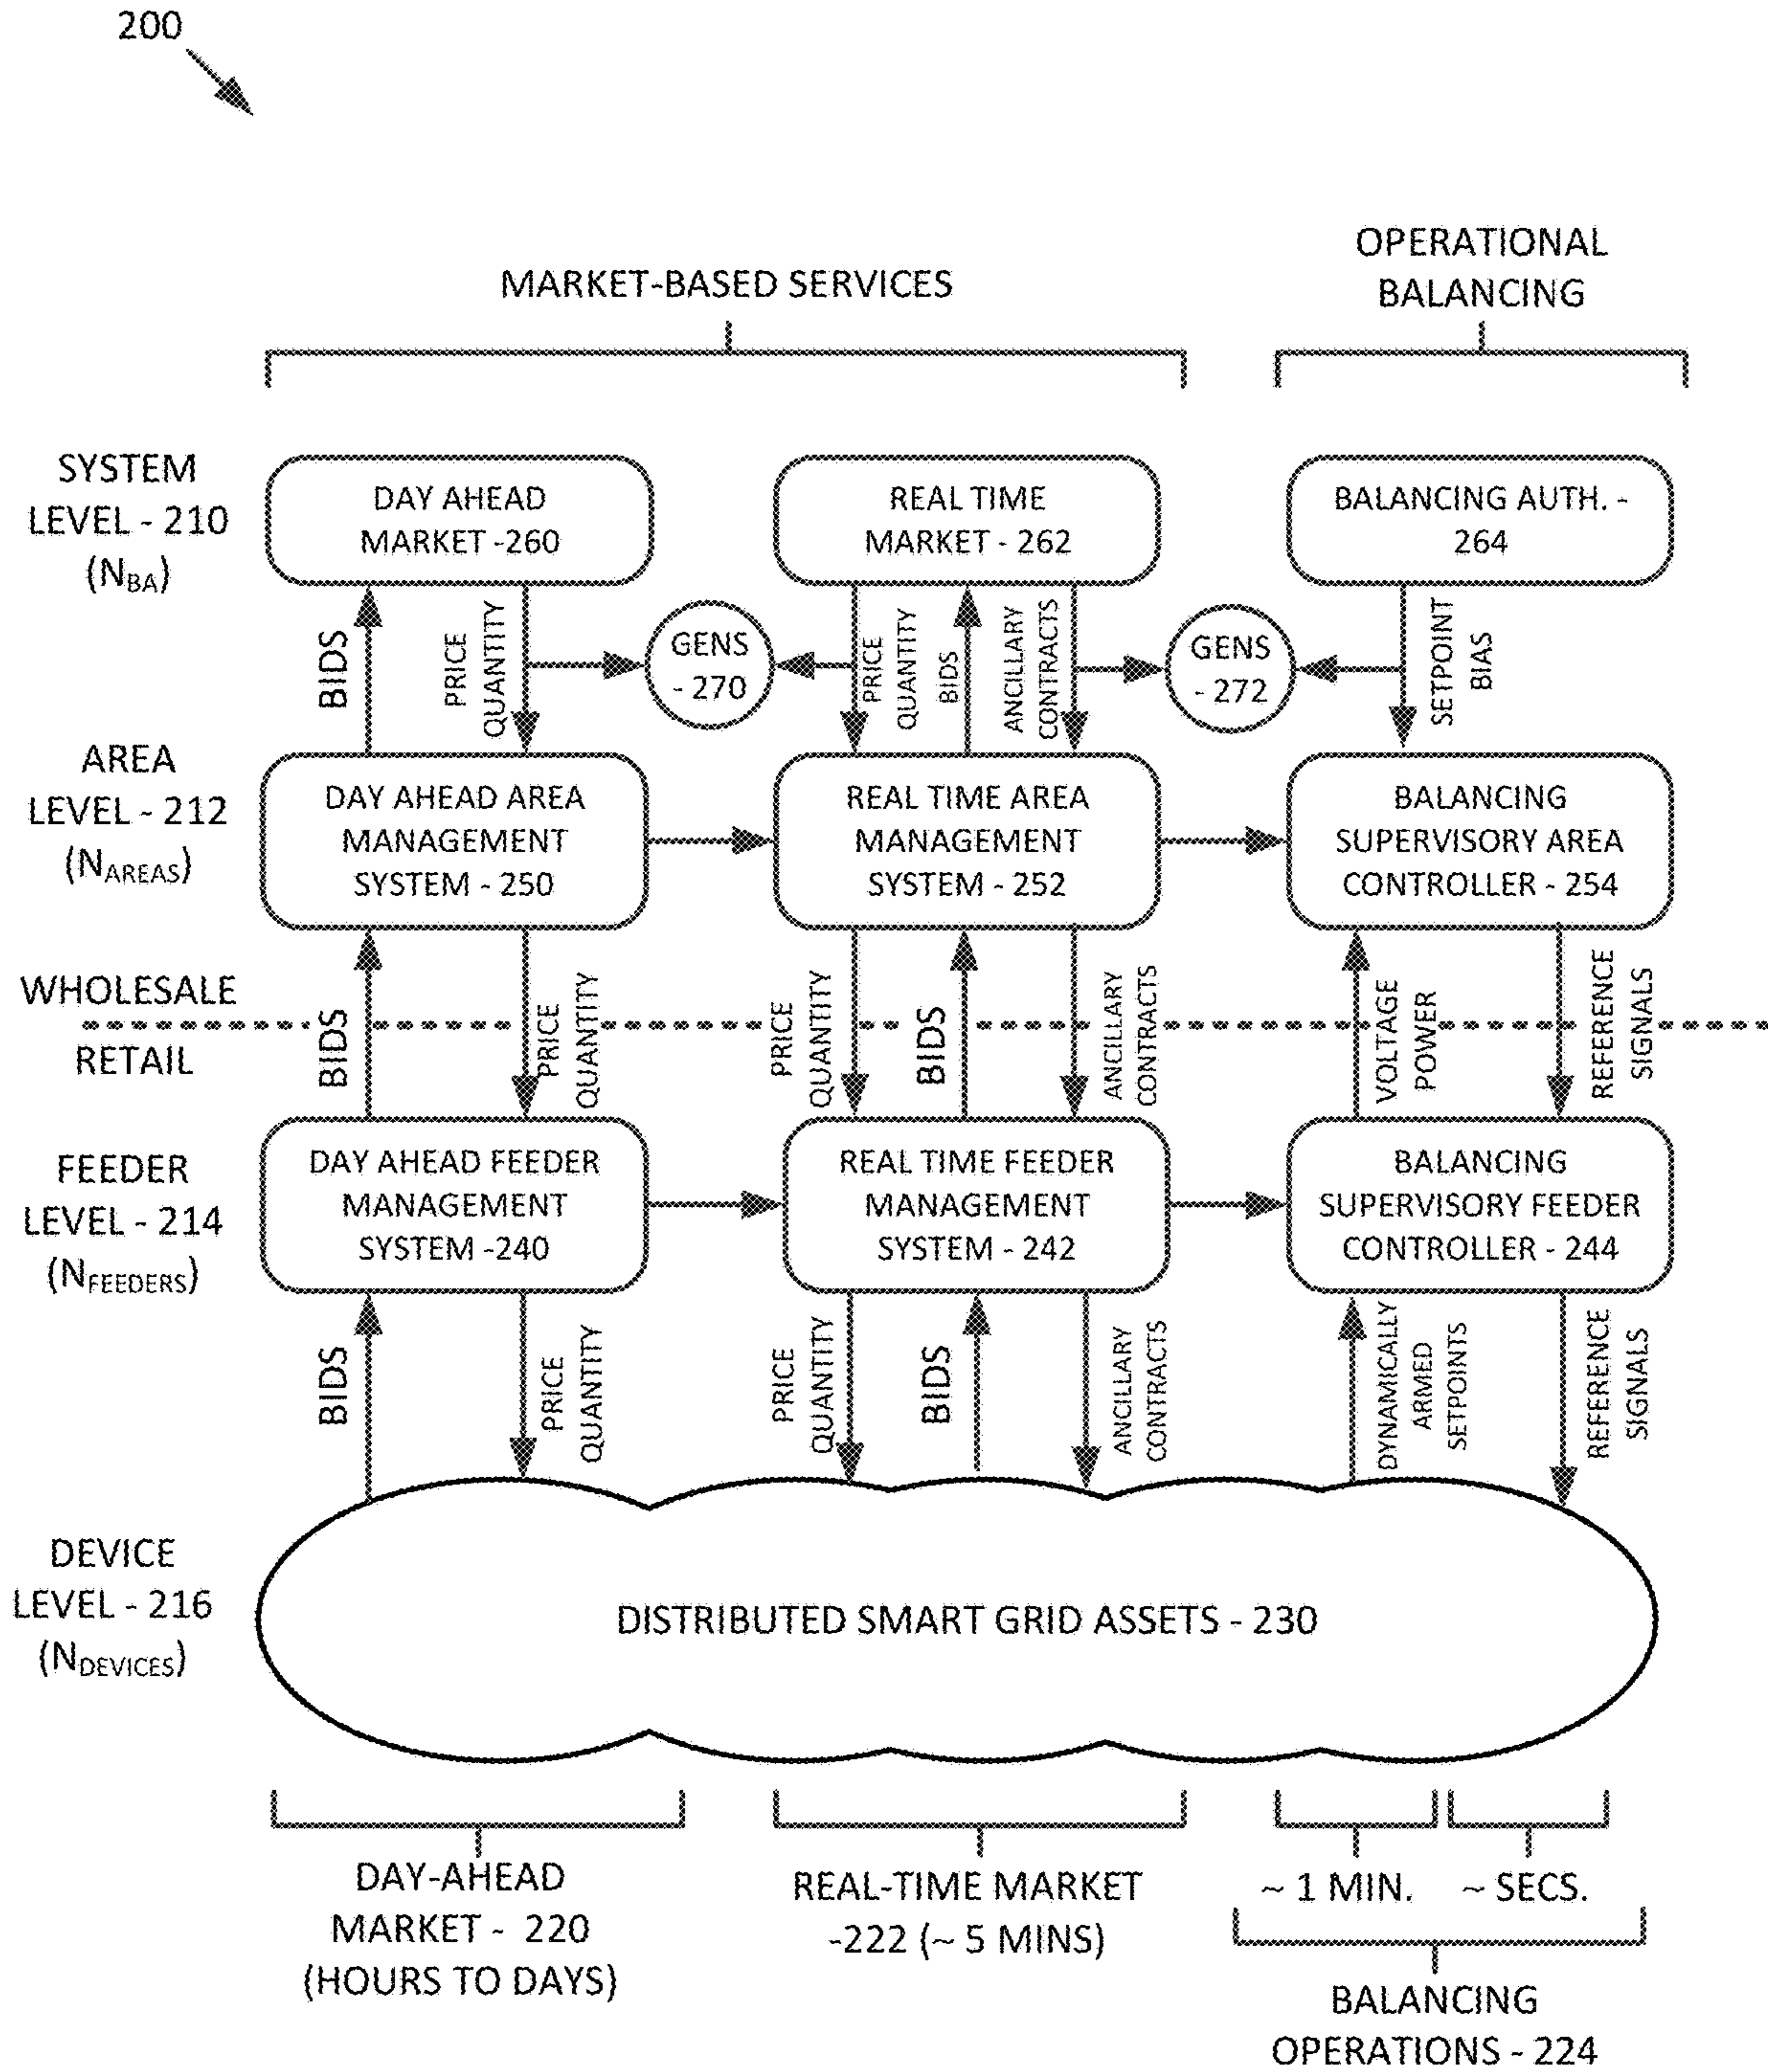 200
MARKET-BASED SERVICES
OPERATIONAL
BALANCING
SYSTEM
LEVEL - 210
(NBA)
DAY AHEAD
MARKET -260
REAL TIME
MARKET - 262
BALANCING AUTH. -
264
BIDS
PRICE
QUANTITY
GENS
- 270
PRICE
QUANTITY
BIDS
ANCILLARY
CONTRACTS
GENS
- 272
SETPOINT
BIAS
AREA
LEVEL - 212
(NAREAS)
DAY AHEAD AREA
MANAGEMENT
SYSTEM - 250
REAL TIME AREA
MANAGEMENT
SYSTEM - 252
BALANCING
SUPERVISORY AREA
CONTROLLER - 254
WHOLESALE
RETAIL
BIDS
PRICE
QUANTITY
PRICE
QUANTITY
BIDS
ANCILLARY
CONTRACTS
VOLTAGE
POWER
REFERENCE
SIGNALS
FEEDER
LEVEL - 214
(NFEEDERS)
DAY AHEAD FEEDER
MANAGEMENT
SYSTEM -240
REAL TIME FEEDER
MANAGEMENT
SYSTEM - 242
BALANCING
SUPERVISORY FEEDER
CONTROLLER - 244
BIDS
PRICE
QUANTITY
PRICE
QUANTITY
BIDS
ANCILLARY
CONTRACTS
DYNAMICALLY
ARMED
SETPOINTS
REFERENCE
SIGNALS
DEVICE
LEVEL - 216
(NDEVICES)
DISTRIBUTED SMART GRID ASSETS - 230
DAY-AHEAD
MARKET - 220
(HOURS TO DAYS)
REAL-TIME MARKET
-222 (~ 5 MINS)
~ 1 MIN.
~ SECS.
BALANCING
OPERATIONS - 224